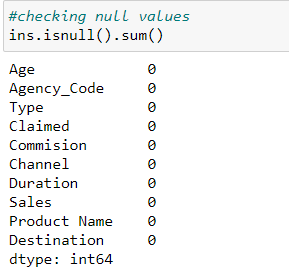 #checking null values
ins.isnull().sum()
Age 0
Agency_Code 0
Type 0
Claimed 0
Commision 0
Channel 0
Duration 0
Sales 0
Product Name 0
Destination 0
dtype: int64